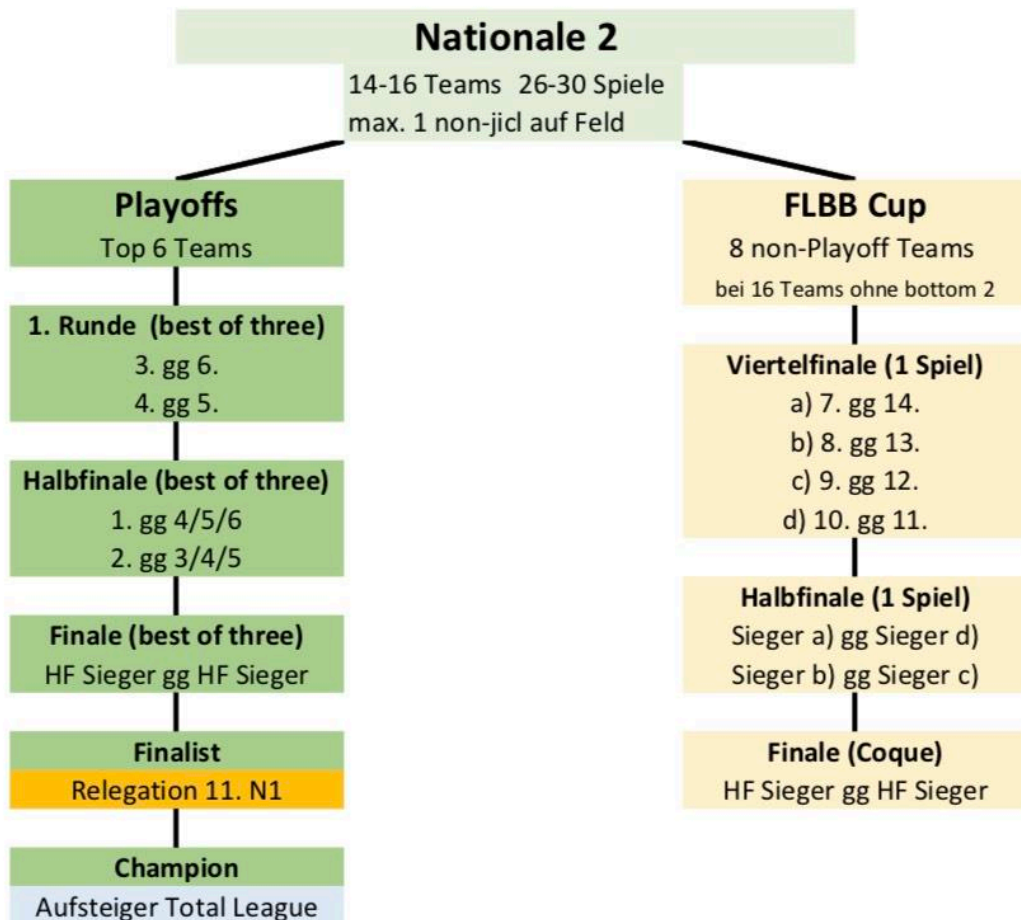 Nationale 2
14-16 Teams 26-30 Spiele
max. 1 non-jicl auf Feld
Playoffs
Top 6 Teams
1. Runde (best of three)
3. gg 6.
4. gg 5.
Halbfinale (best of three)
1. gg 4/5/6
2. gg 3/4/5
Finale (best of three)
HF Sieger gg HF Sieger
Finalist
Relegation 11. N1
Champion
Aufsteiger Total League
FLBB Cup
8 non-Playoff Teams
bei 16 Teams ohne bottom 2
Viertelfinale (1 Spiel)
a) 7. gg 14.
b) 8. gg 13.
c) 9. gg 12.
d) 10. gg 11.
Halbfinale (1 Spiel)
Sieger a) gg Sieger d)
Sieger b) gg Sieger c)
Finale (Coque)
HF Sieger gg HF Sieger